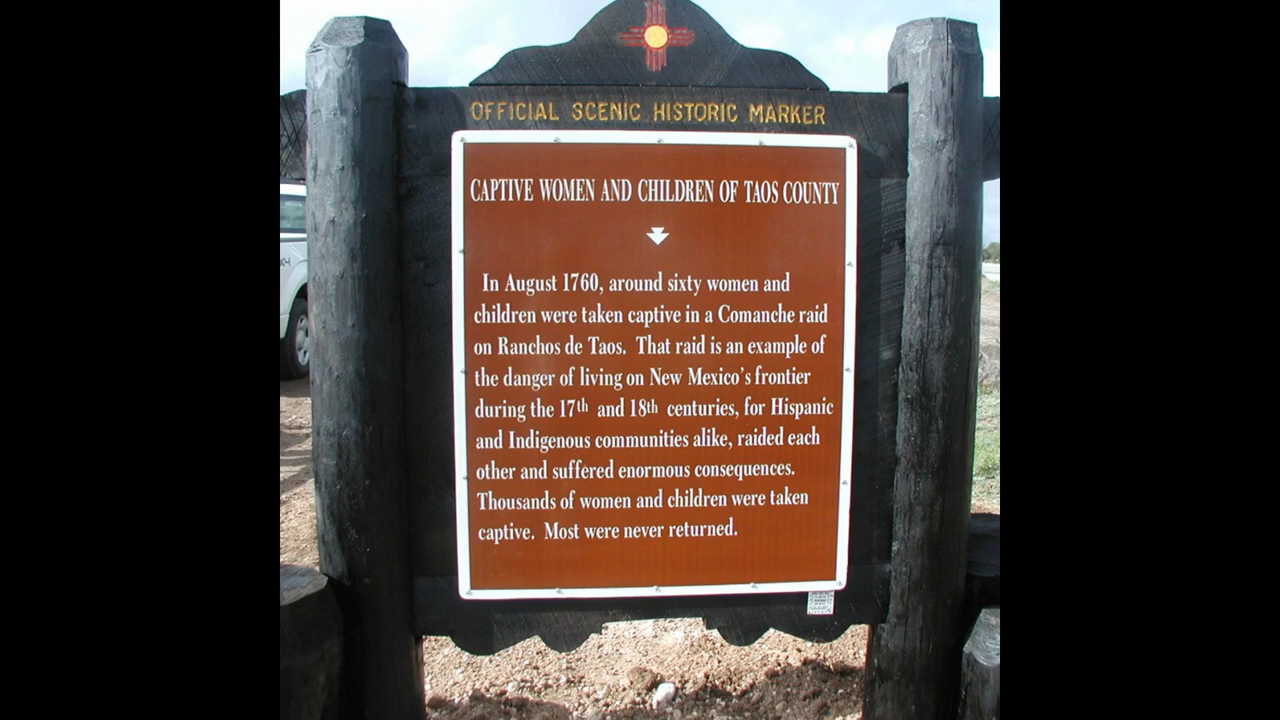 OFFICIAL SCENIC HISTORIC MARKER
CAPTIVE WOMEN AND CHILDREN OF TAOS COUNTY
In August 1760, around sixty women and
children were taken captive in a Comanche raid
on Ranchos de Taos. That raid is an example of
the danger of living on New Mexico's frontier
during the 17th and 18th centuries, for Hispanic
and Indigenous communities alike, raided each
other and suffered enormous consequences.
Thousands of women and children were taken
captive. Most were never returned.